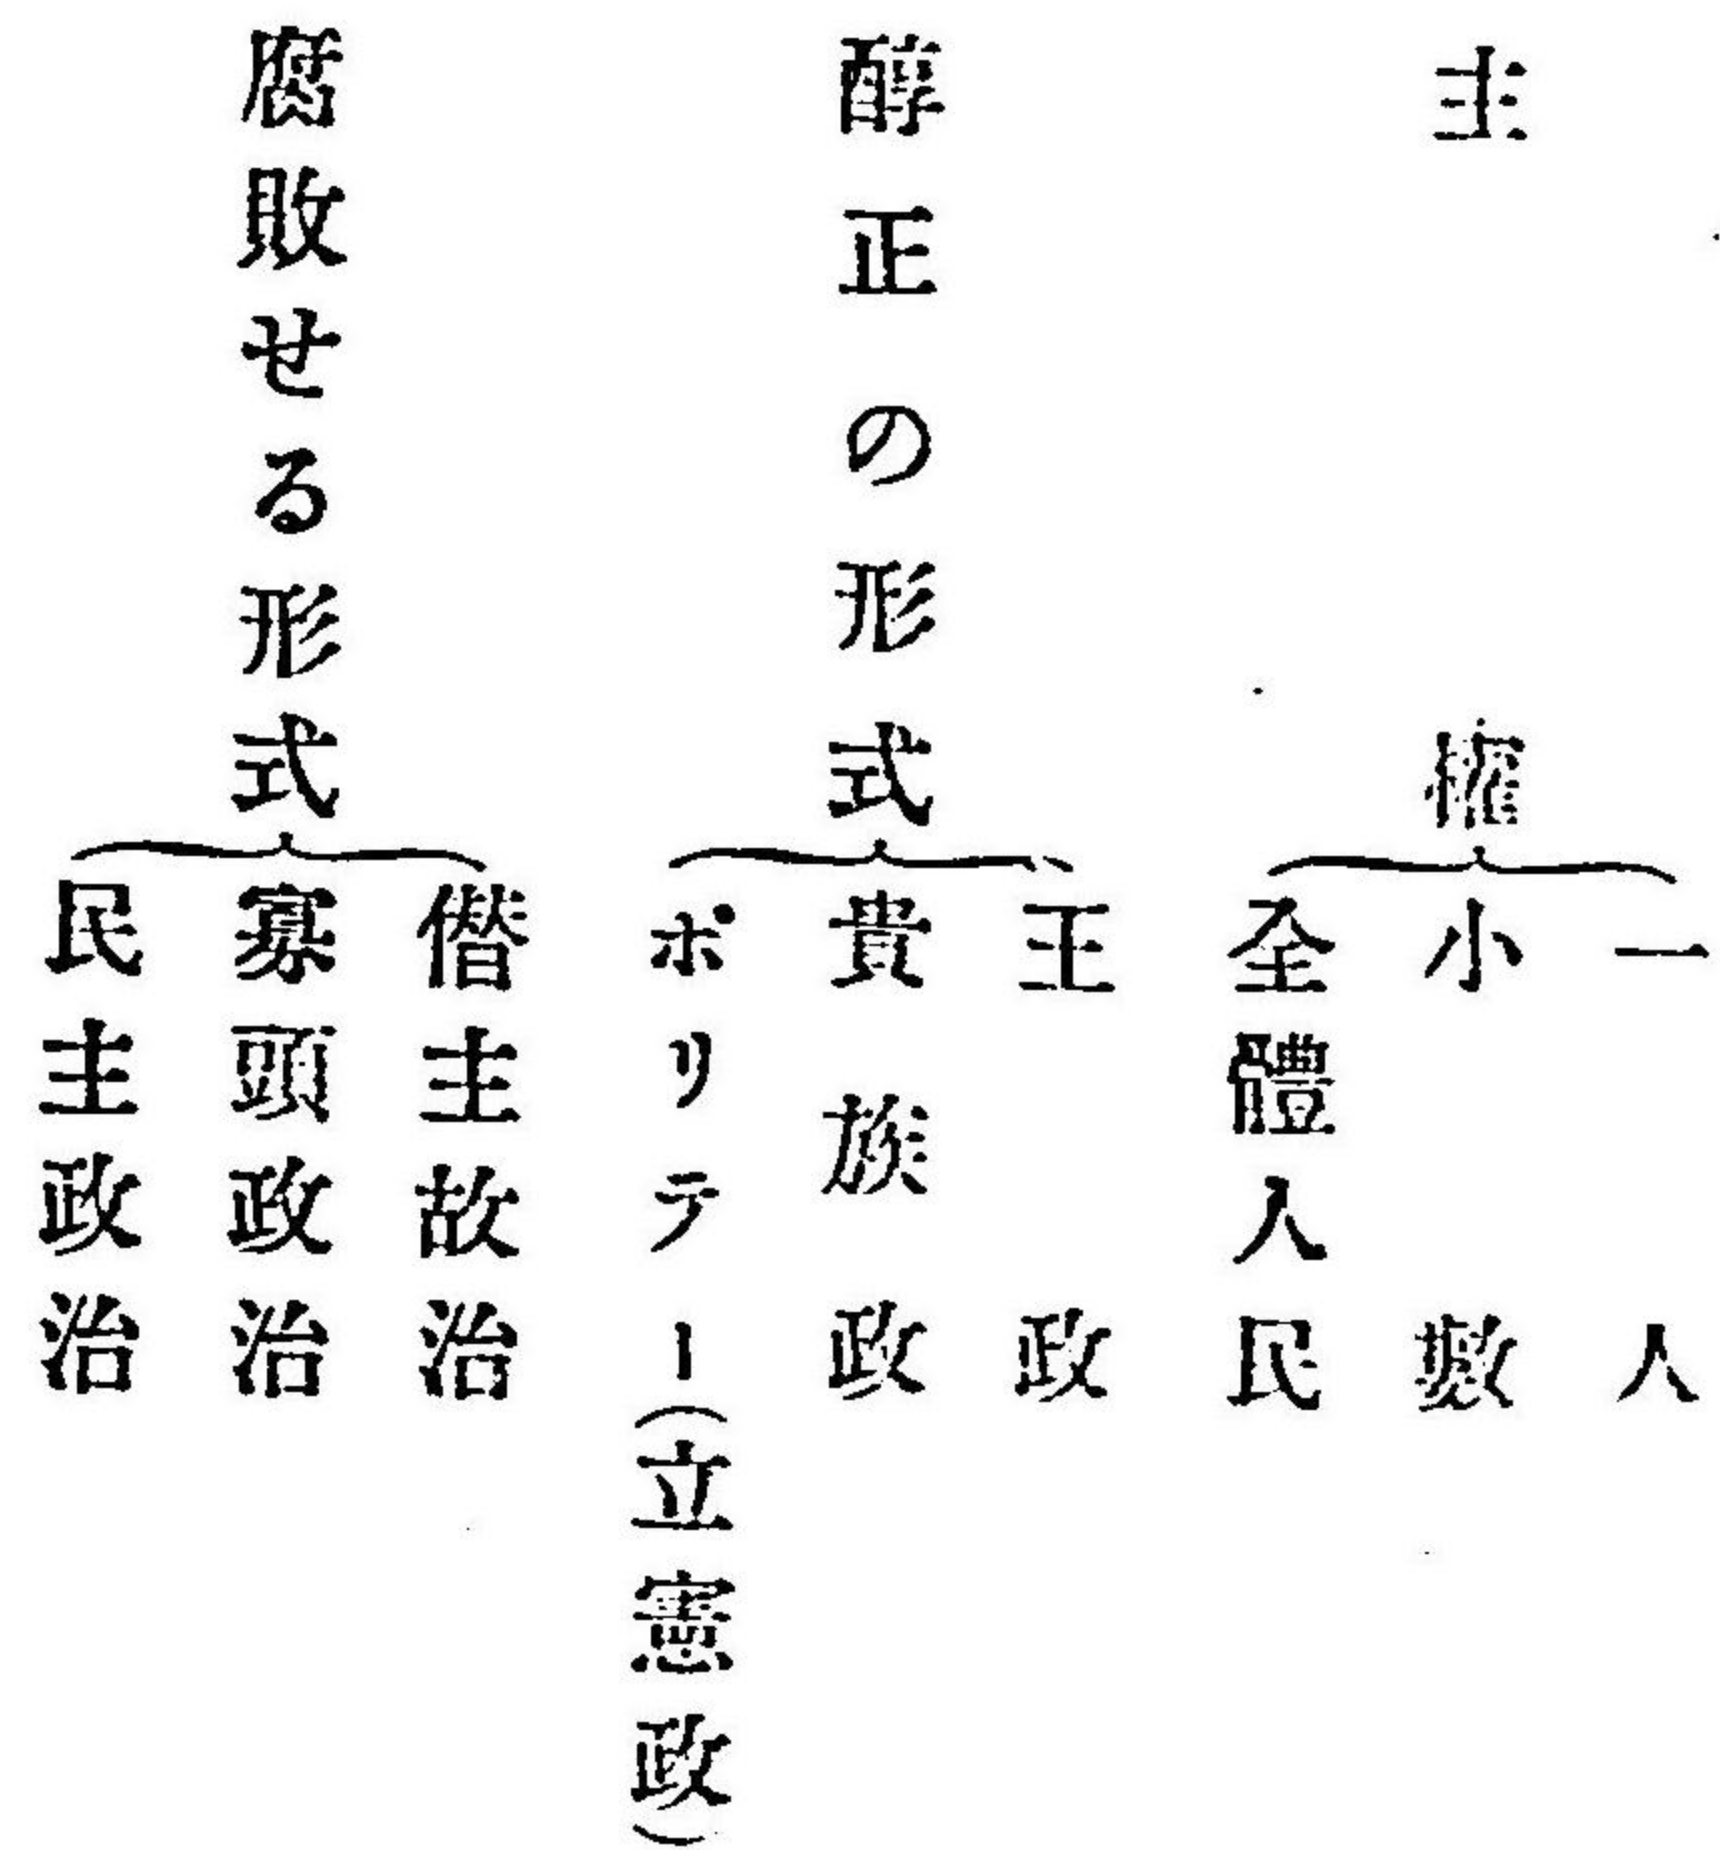 主權
一人
小數
全體人民
醇正の形式
王政
貴族政
ポリテー(立憲政)
腐敗せる形式
僭主故治
寡頭政治
民主政治